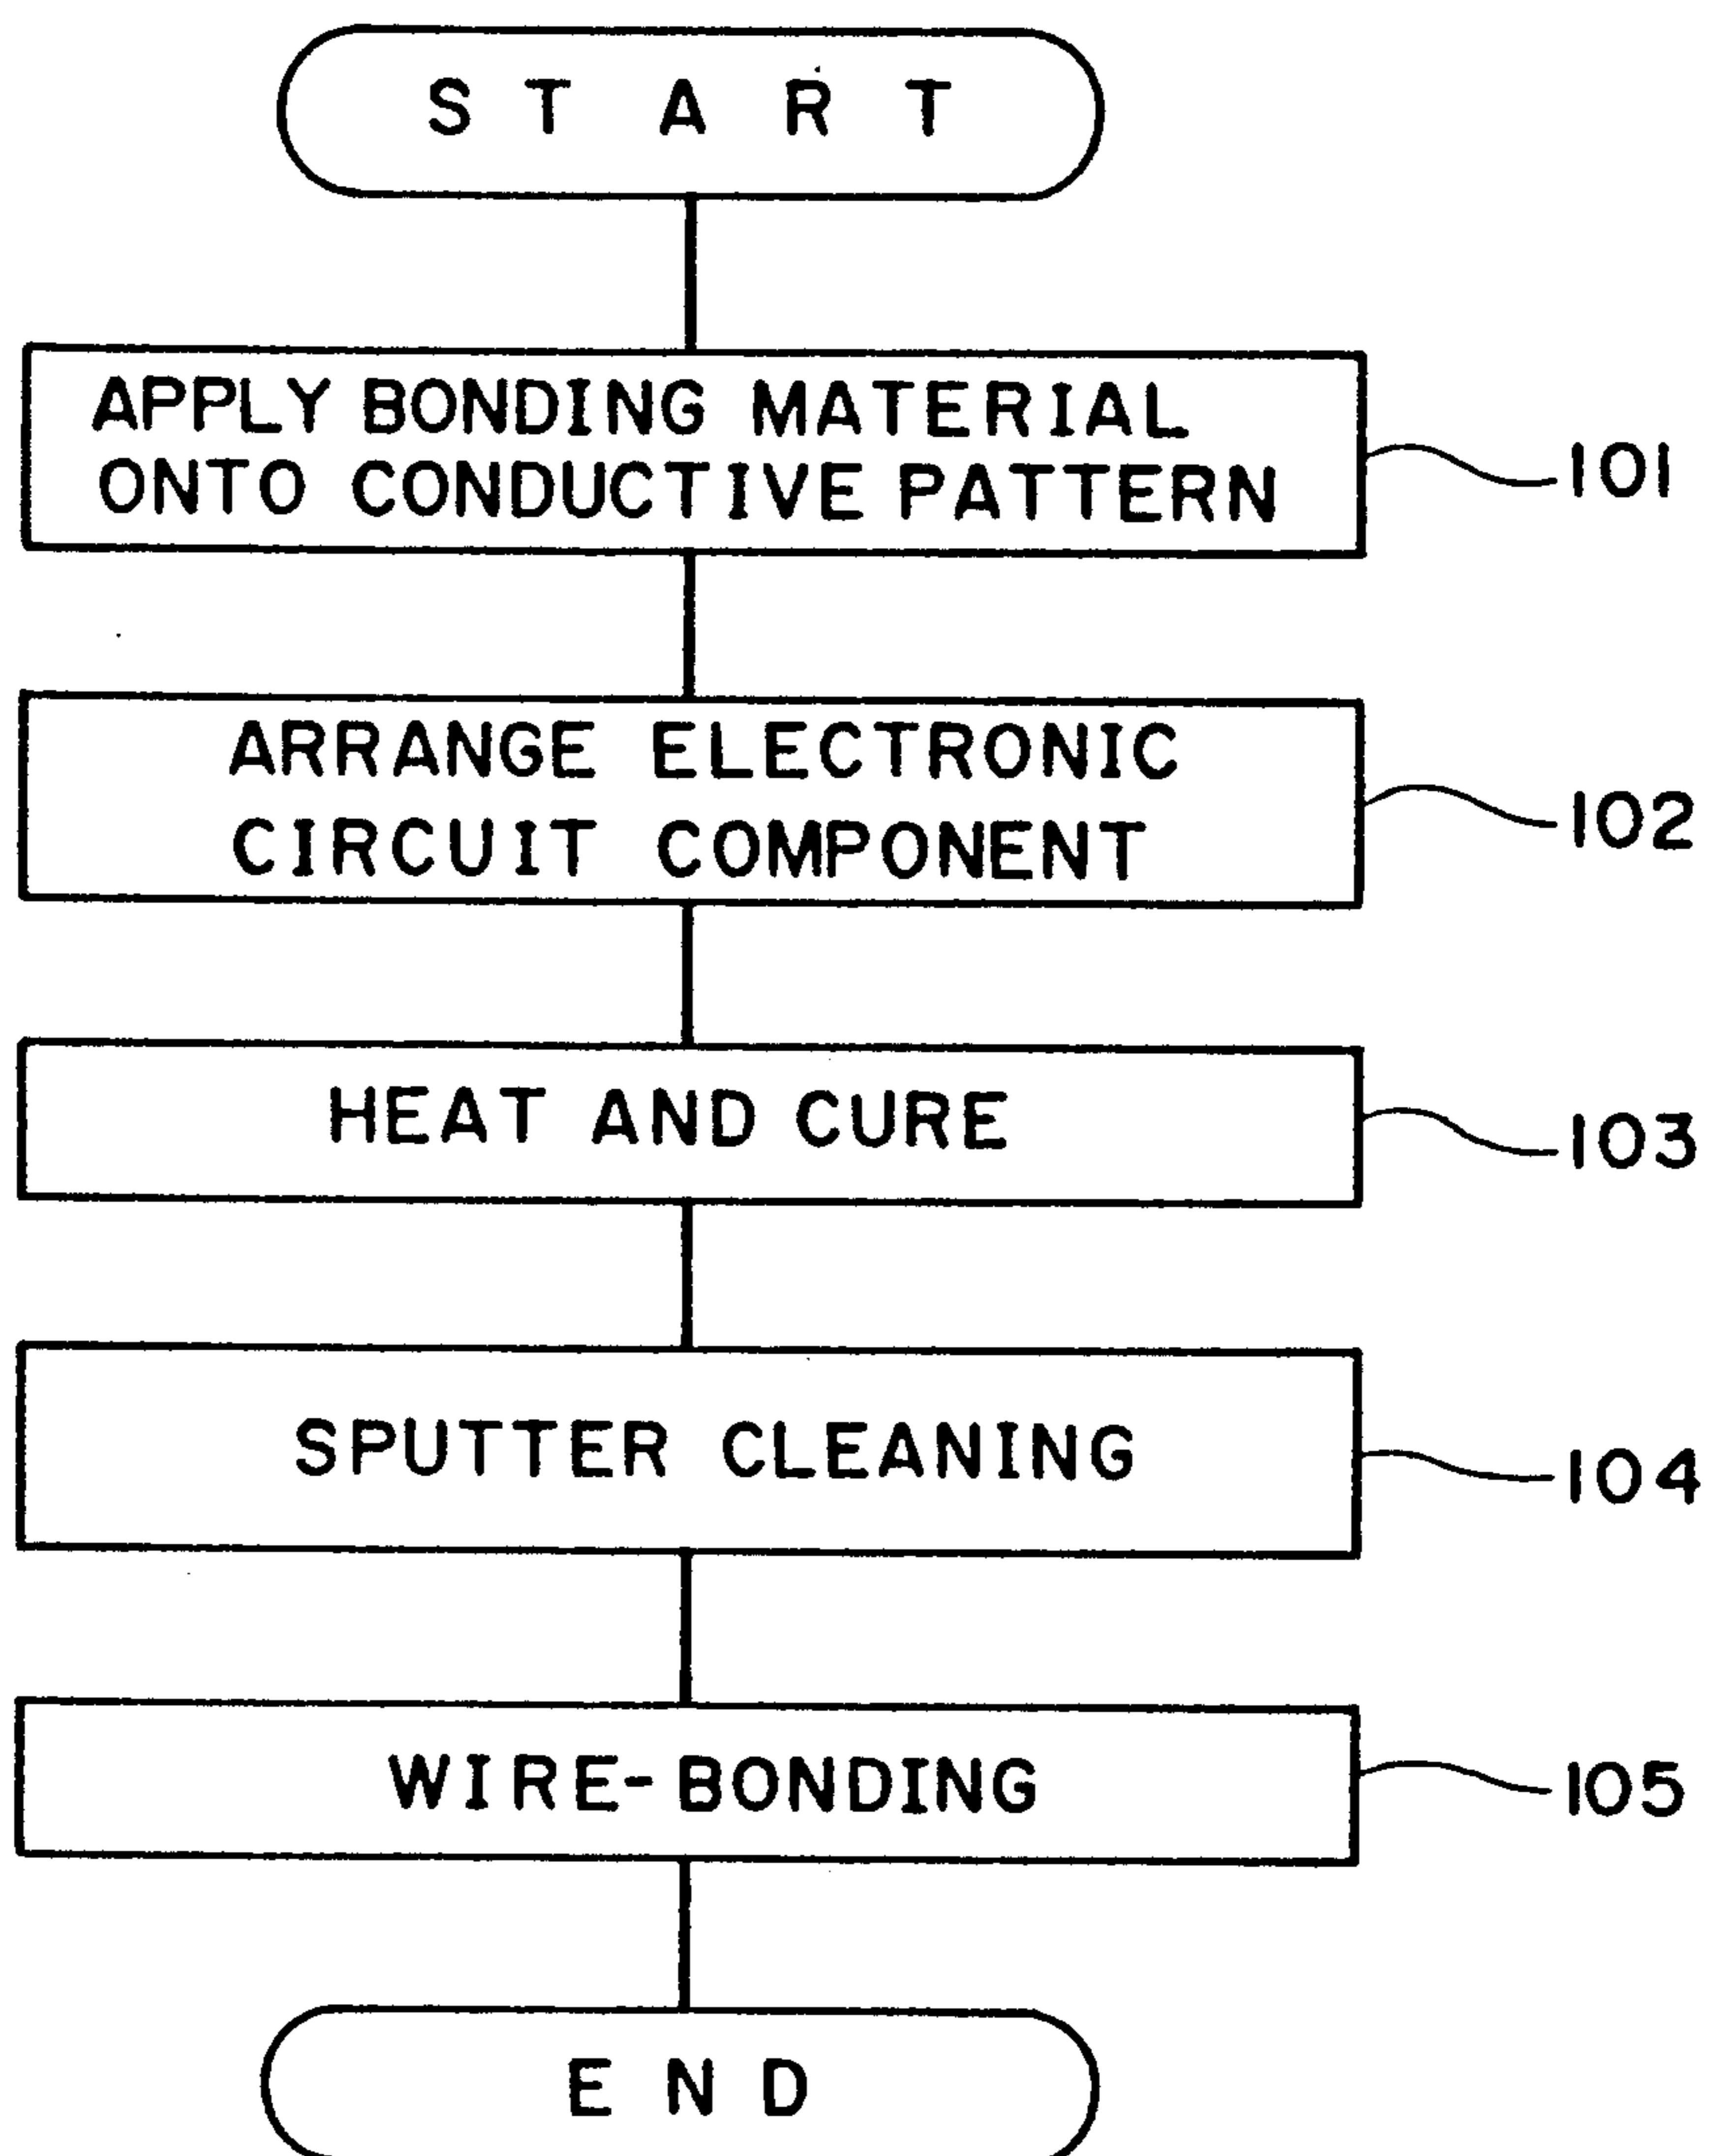 START
APPLY BONDING MATERIAL
ONTO CONDUCTIVE PATTERN
101
ARRANGE ELECTRONIC
CIRCUIT COMPONENT
102
HEAT AND CURE
103
SPUTTER CLEANING
104
WIRE-BONDING
105
END